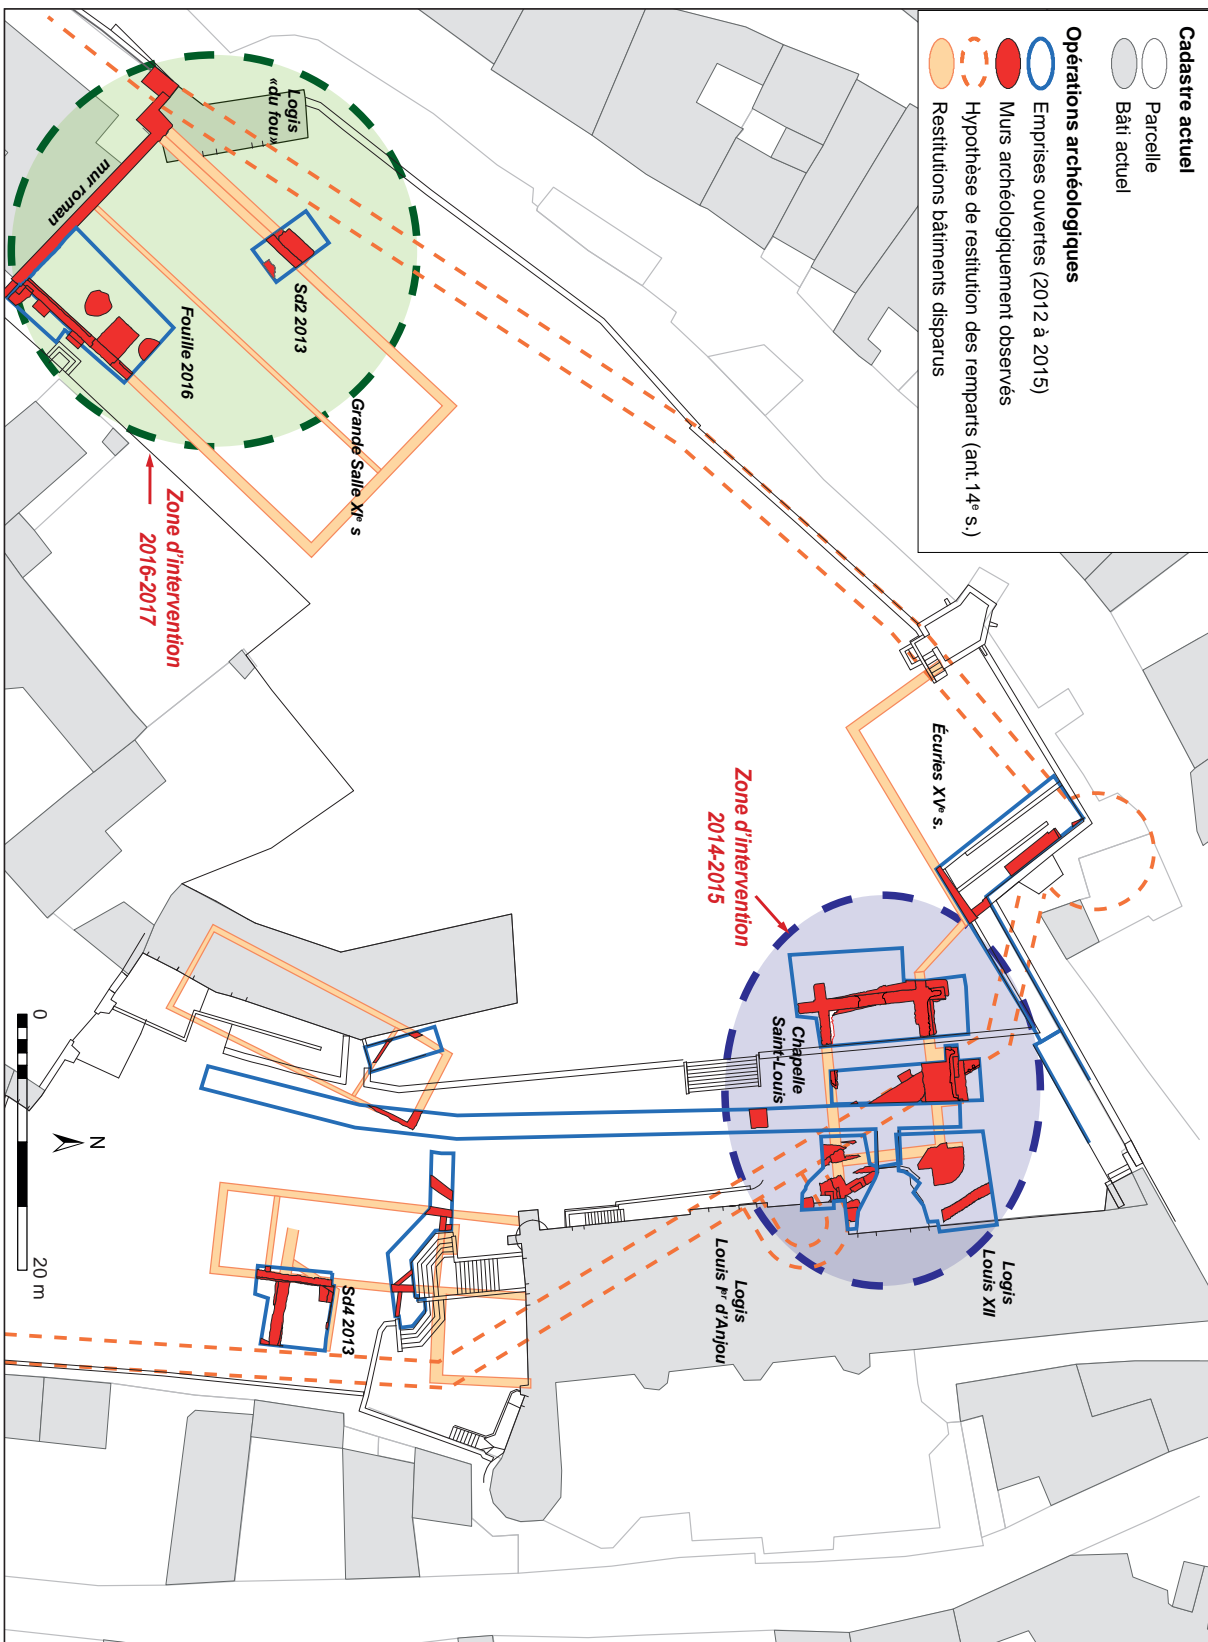 Cadastre actuel
Parcelle
Bâti actuel
Opérations archéologiques
Emprises ouvertes (2012 à 2015)
Murs archéologiquement observés
Hypothèse de restitution des remparts (ant.14e s.)
Restitutions bâtiments disparus
Logis
«du fou»
mur roman
Sd2 2013
Fouille 2016
Grande Salle XIe s
Zone d'intervention
2016-2017
Écuries XVe s.
Zone d'intervention
2014-2015
Chapelle
Saint-Louis
Logis
Louis XII
Logis
Louis Ier d'Anjou
Sd4 2013
N
0
20 m